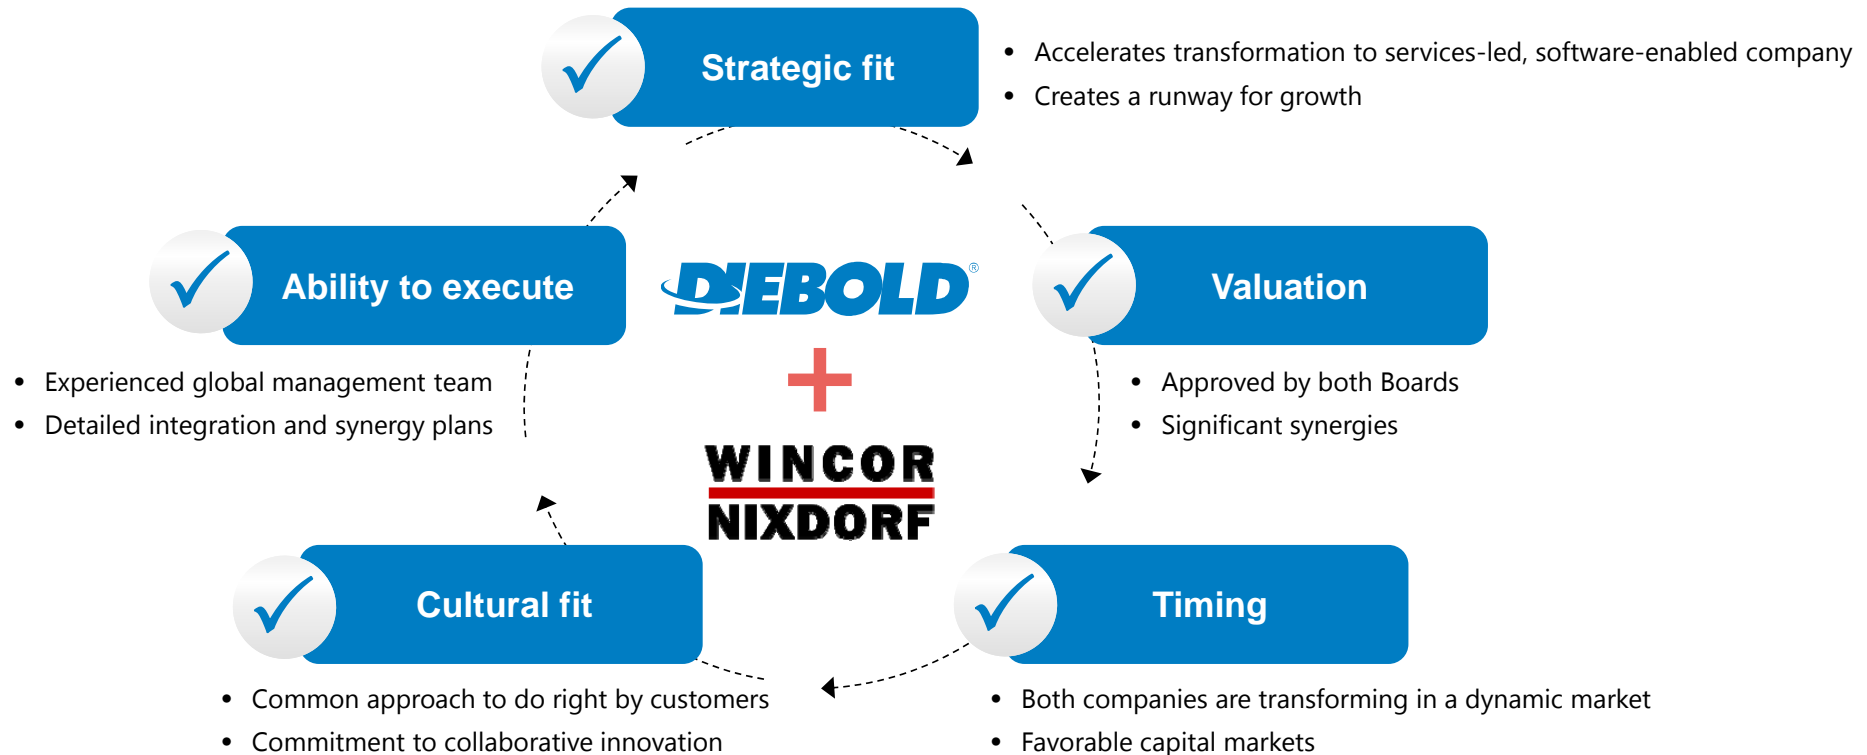 Strategic fit
• Accelerates transformation to services-led, software-enabled company
• Creates a runway for growth
Ability to execute
• Experienced global management team
• Detailed integration and synergy plans
DIEBOLD®
+
WINCOR
NIXDORF
Valuation
• Approved by both Boards
• Significant synergies
Cultural fit
• Common approach to do right by customers
• Commitment to collaborative innovation
Timing
• Both companies are transforming in a dynamic market
• Favorable capital markets